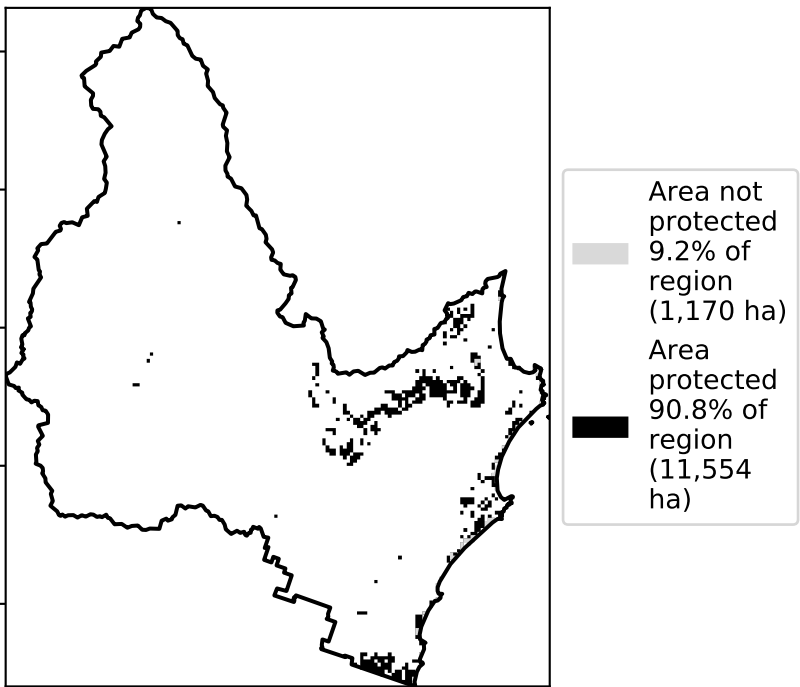 Area not
protected
9.2% of
region
(1,170 ha)
Area
protected
90.8% of
region
(11,554
ha)